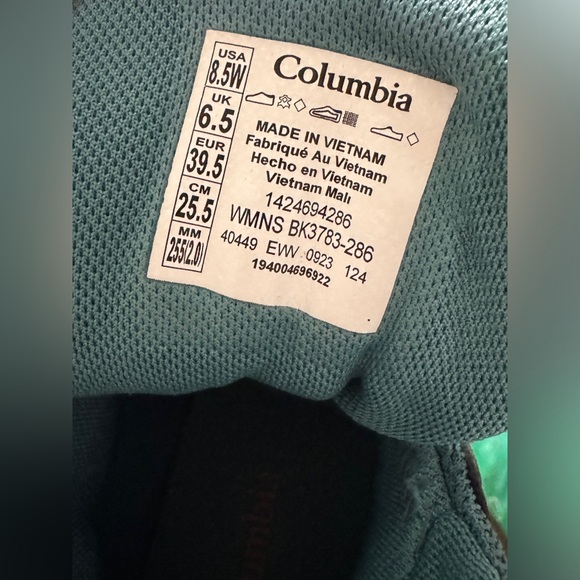 USA
8.5W
UK
6.5
EUR
39.5
CM
25.5
MM
255(2.0)
Columbia
MADE IN VIETNAM
Fabriqué Au Vietnam
Hecho en Vietnam
Vietnam Malı
1424694286
WMNS BK3783-286
40449 EWV 0923 124
194004696922